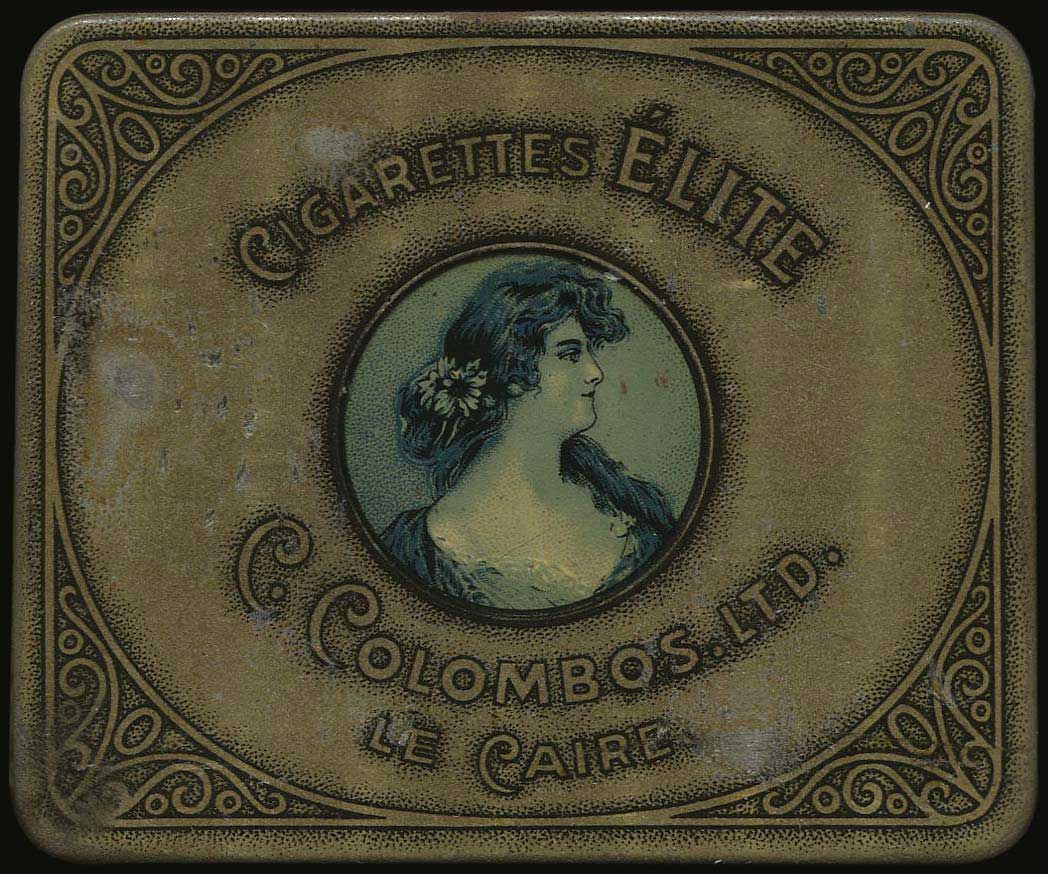 CIGARETTES ÉLITE
C. COLOMBOS. LTD.
LE CAIRE